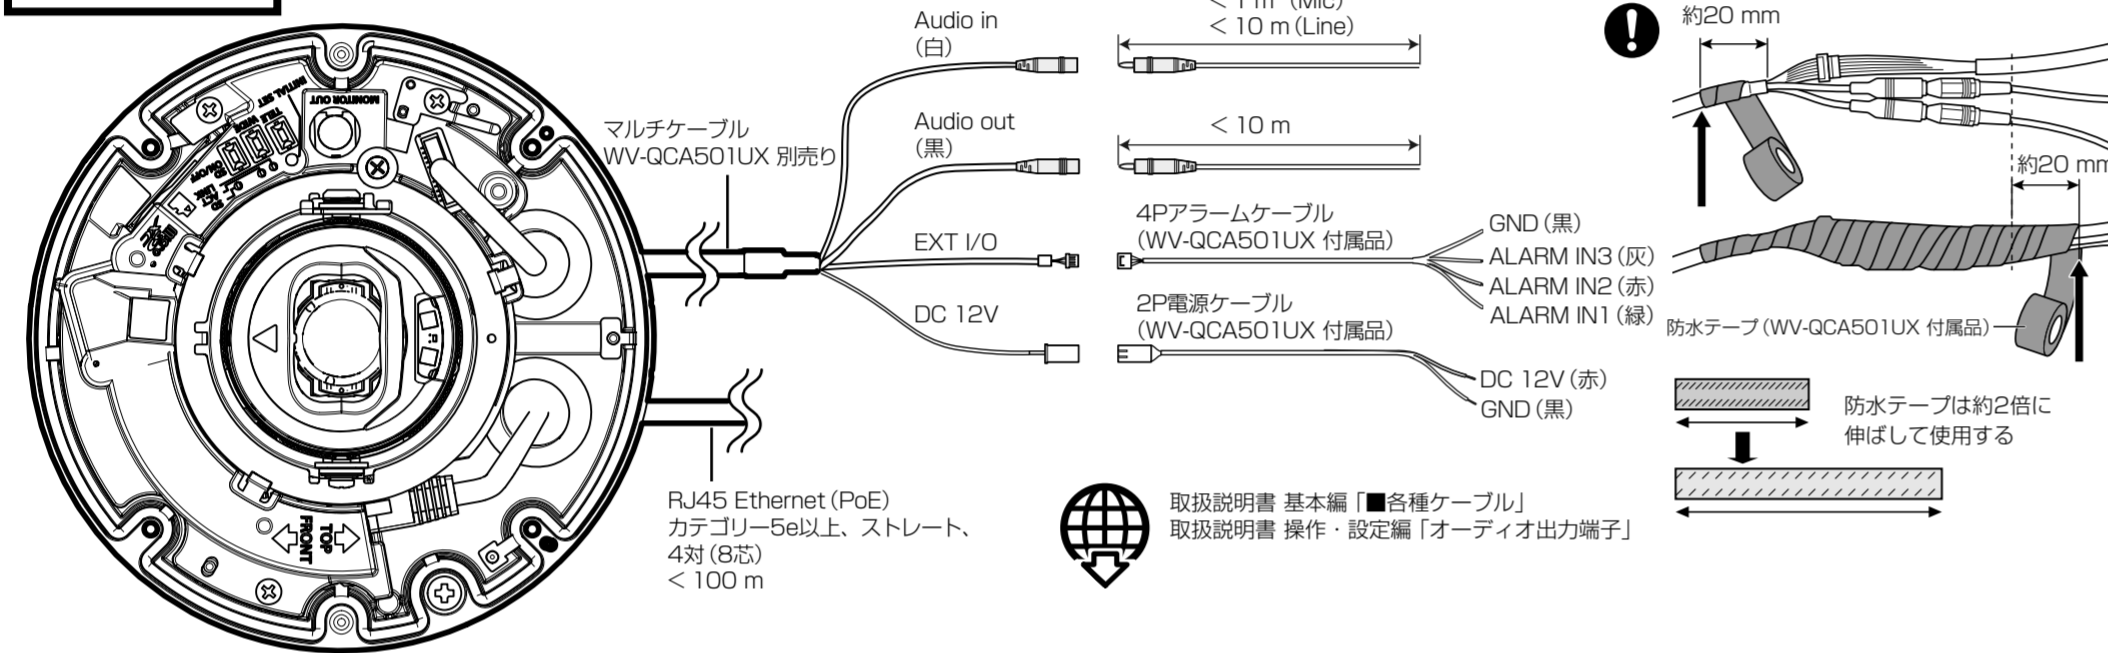 < 1 m (Mic)
< 10 m (Line)
Audio in
(白)
Audio out
(黒)
< 10 m
マルチケーブル
WV-QCA501UX 別売り
EXT I/O
DC 12V
4Pアラームケーブル
(WV-QCA501UX 付属品)
GND (黒)
ALARM IN3 (灰)
ALARM IN2 (赤)
ALARM IN1 (緑)
2P電源ケーブル
(WV-QCA501UX 付属品)
DC 12V (赤)
GND (黒)
RJ45 Ethernet (PoE)
カテゴリー5e以上、ストレート、
4対 (8芯)
< 100 m
取扱説明書 基本編「■各種ケーブル」
取扱説明書 操作・設定編「オーディオ出力端子」
約20 mm
約20 mm
防水テープ (WV-QCA501UX 付属品)
防水テープは約2倍に
伸ばして使用する
MONITOR OUT
INITIAL SET
TELE
WIDE
SD
ON/OFF
SD
ACT
LINK
TOP
FRONT